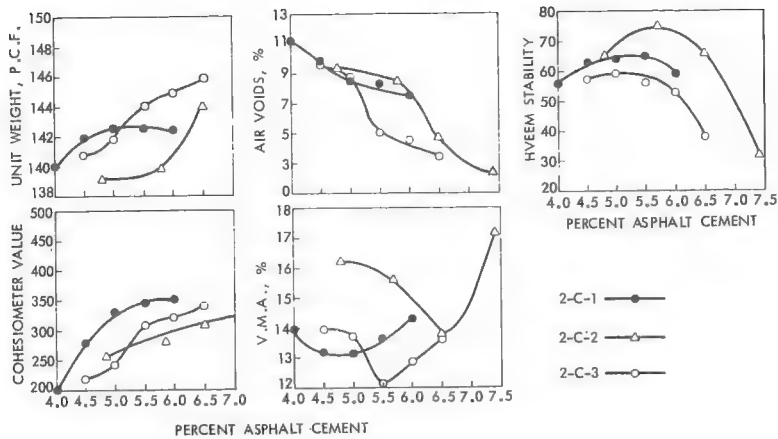 UNIT WEIGHT, P.C.F.
150
146
144
142
140
138
AIR VOIDS, %
13
11
9
7
5
3
1
0
HVEEM STABILITY
80
70
60
50
40
30
20
4.0 4.5 5.0 5.5 6.0 6.5 7.0 7.5
PERCENT ASPHALT CEMENT
COHESIOMETER VALUE
500
450
400
350
300
250
200
4.0 4.5 5.0 5.5 6.0 6.5 7.0
V.M.A., %
18
17
16
15
14
13
12
4.0 4.5 5.0 5.5 6.0 6.5 7.0 7.5
PERCENT ASPHALT CEMENT
2-C-1
2-C-2
2-C-3